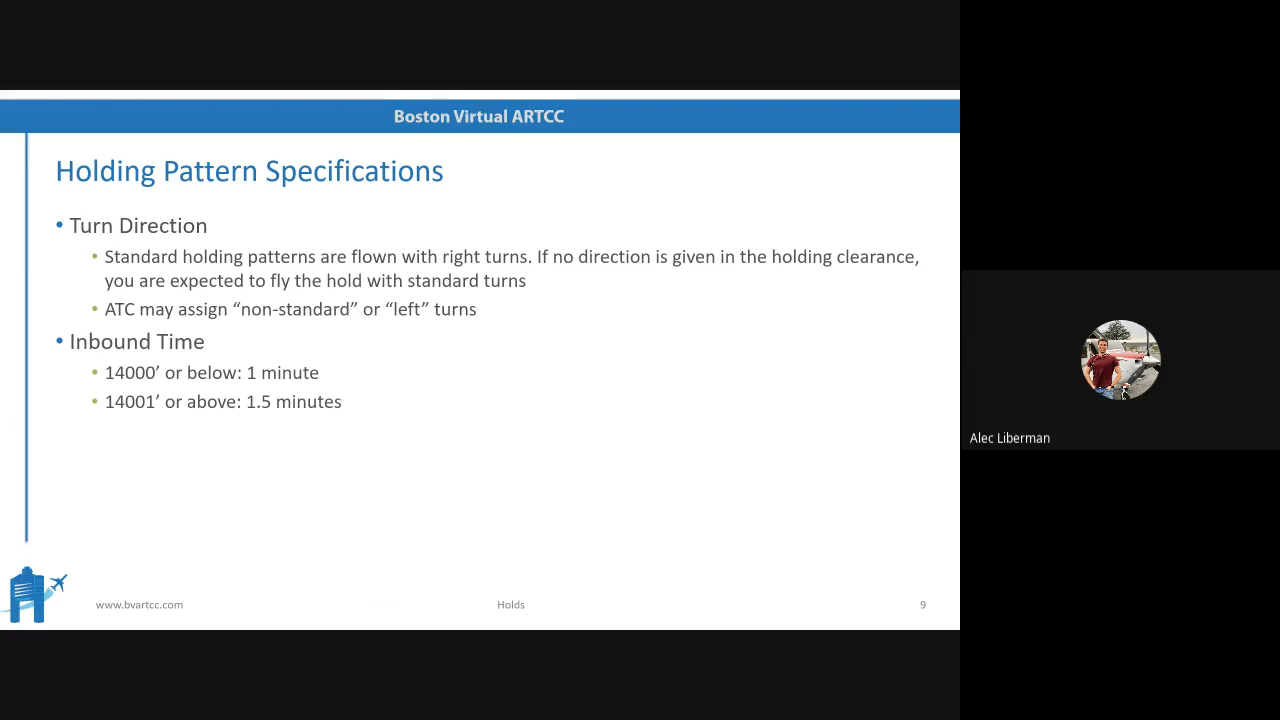 Boston Virtual ARTCC
Holding Pattern Specifications
• Turn Direction
• Standard holding patterns are flown with right turns. If no direction is given in the holding clearance,
you are expected to fly the hold with standard turns
• ATC may assign “non-standard” or “left” turns
• Inbound Time
• 14000’ or below: 1 minute
• 14001’ or above: 1.5 minutes
Alec Liberman
www.bvartcc.com
Holds
9